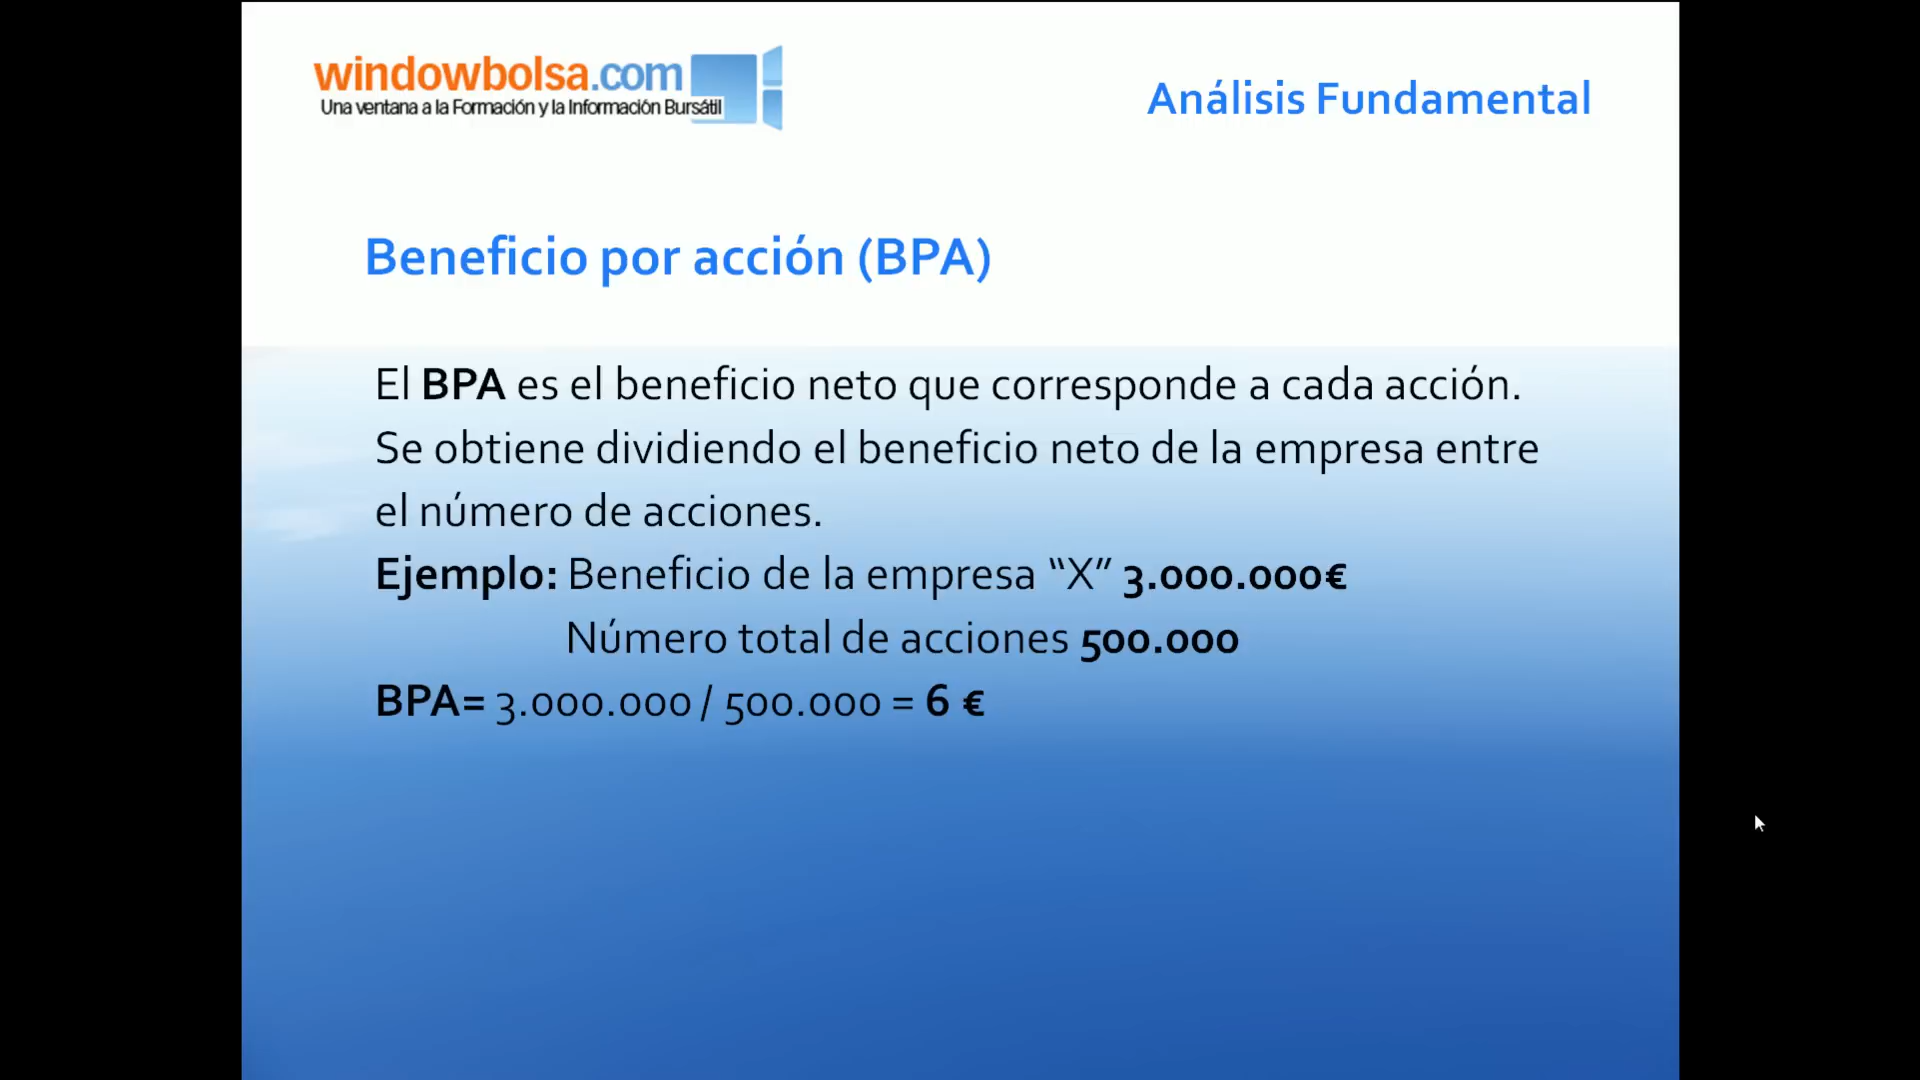 windowbolsa.com
Una ventana a la Formación y la Información Bursátil
Análisis Fundamental
Beneficio por acción (BPA)
El BPA es el beneficio neto que corresponde a cada acción.
Se obtiene dividiendo el beneficio neto de la empresa entre
el número de acciones.
Ejemplo: Beneficio de la empresa “X” 3.000.000€
Número total de acciones 500.000
BPA= 3.000.000 / 500.000 = 6 €